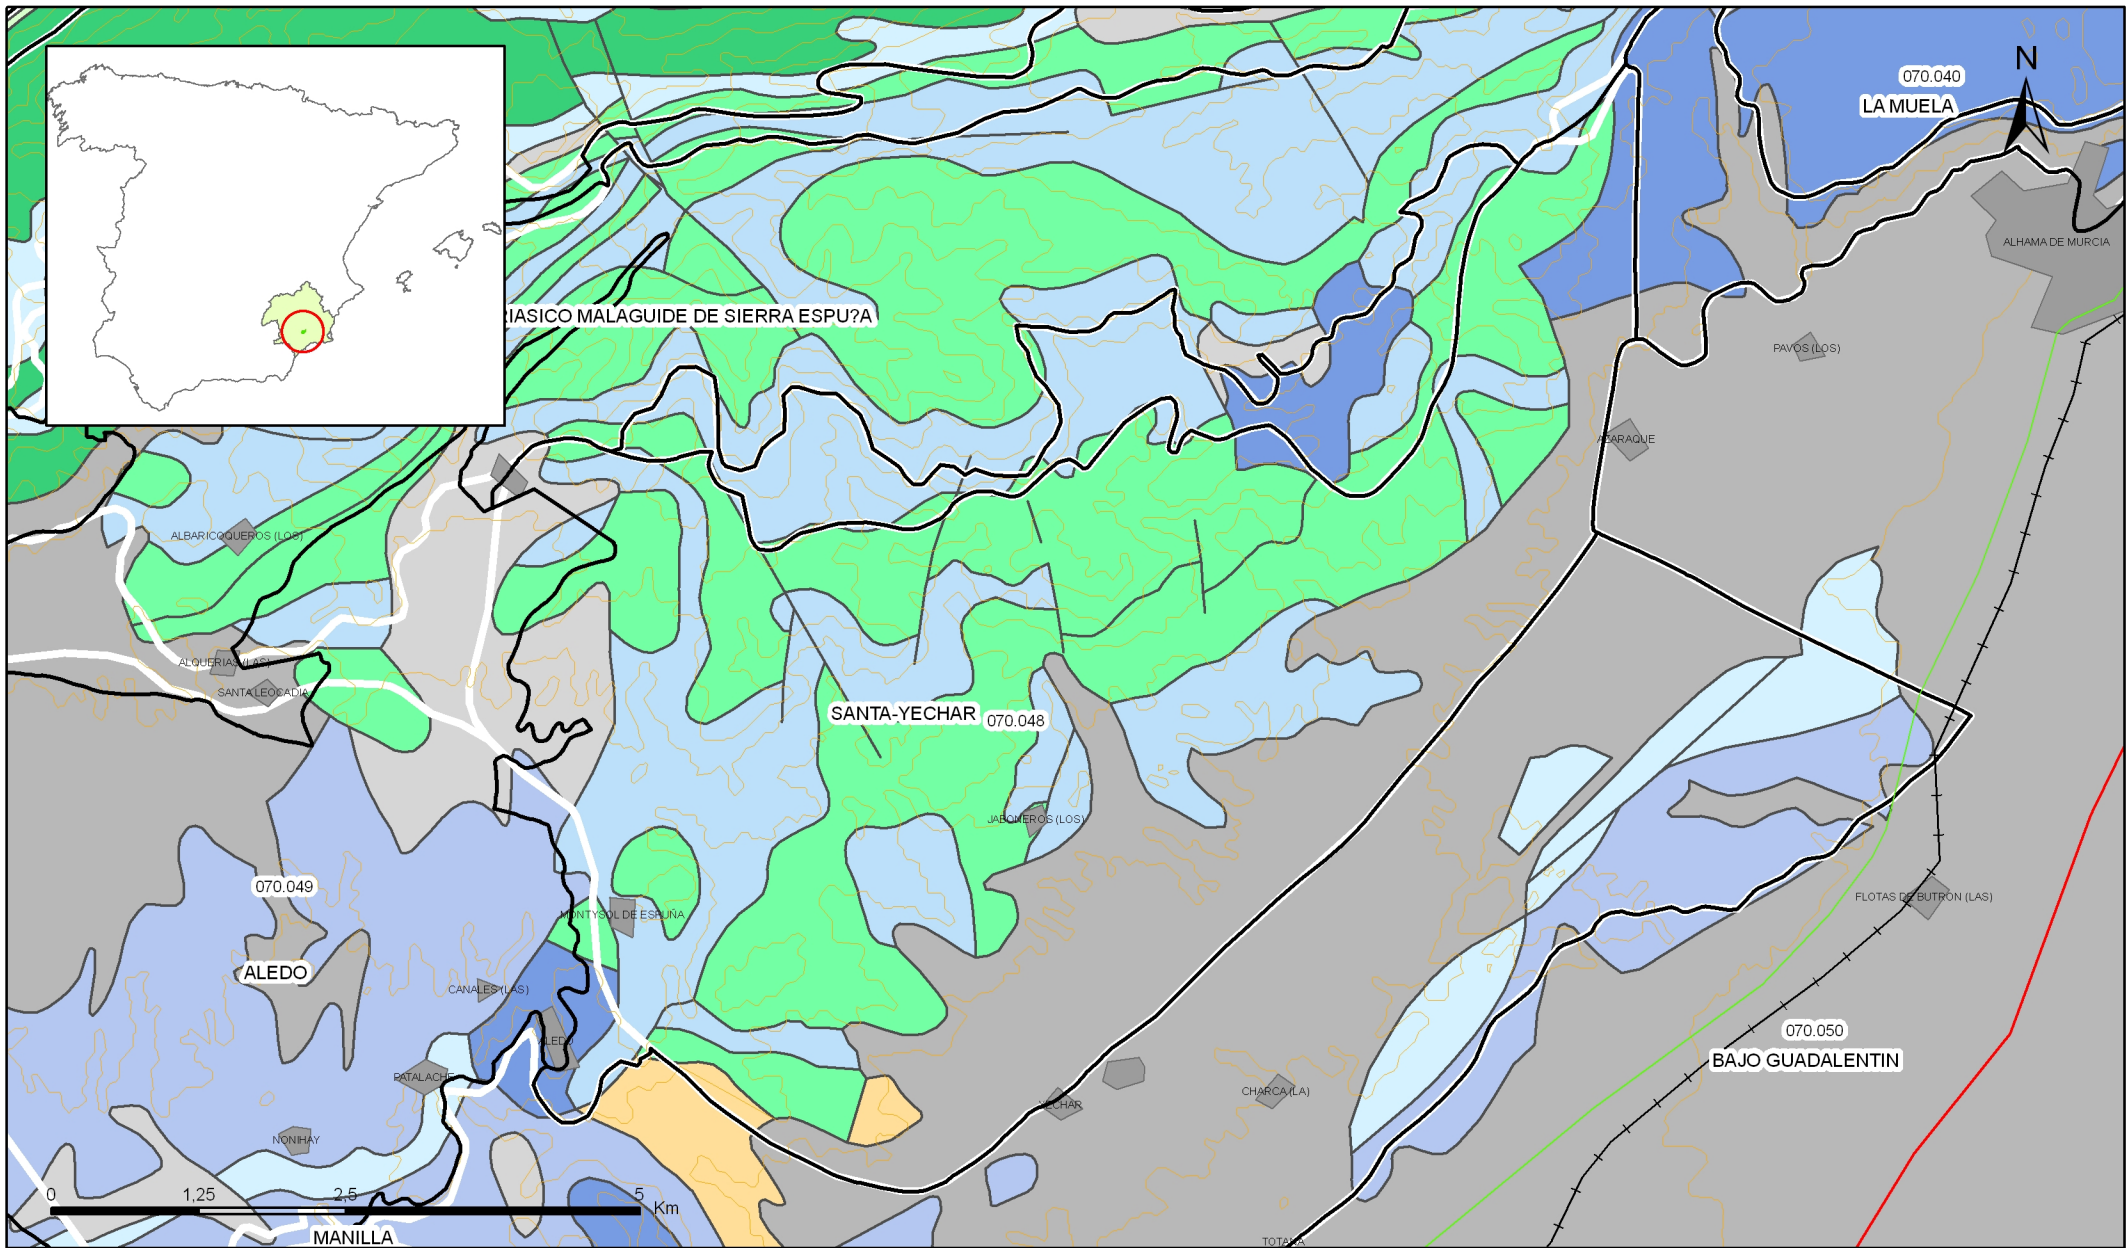 N
070.040
LA MUELA
ALHAMA DE MURCIA
RIASICO MALAGUIDE DE SIERRA ESPU?A
PAVOS (LOS)
AZARAQUE
ALBARICOQUEROS (LOS)
ALQUERIAS (LAS)
SANTA LEOCADIA
SANTA-YECHAR
070.048
JABONEROS (LOS)
070.049
FLOTAS DE BUTRON (LAS)
MONTYSOL DE ESPUÑA
ALEDO
CANALES (LAS)
070.050
ALEDO
BAJO GUADALENTIN
PATALACHE
CHARCA (LA)
YECHAR
NONIHAY
0 1,25 2,5 5
Km
MANILLA
TOTANA